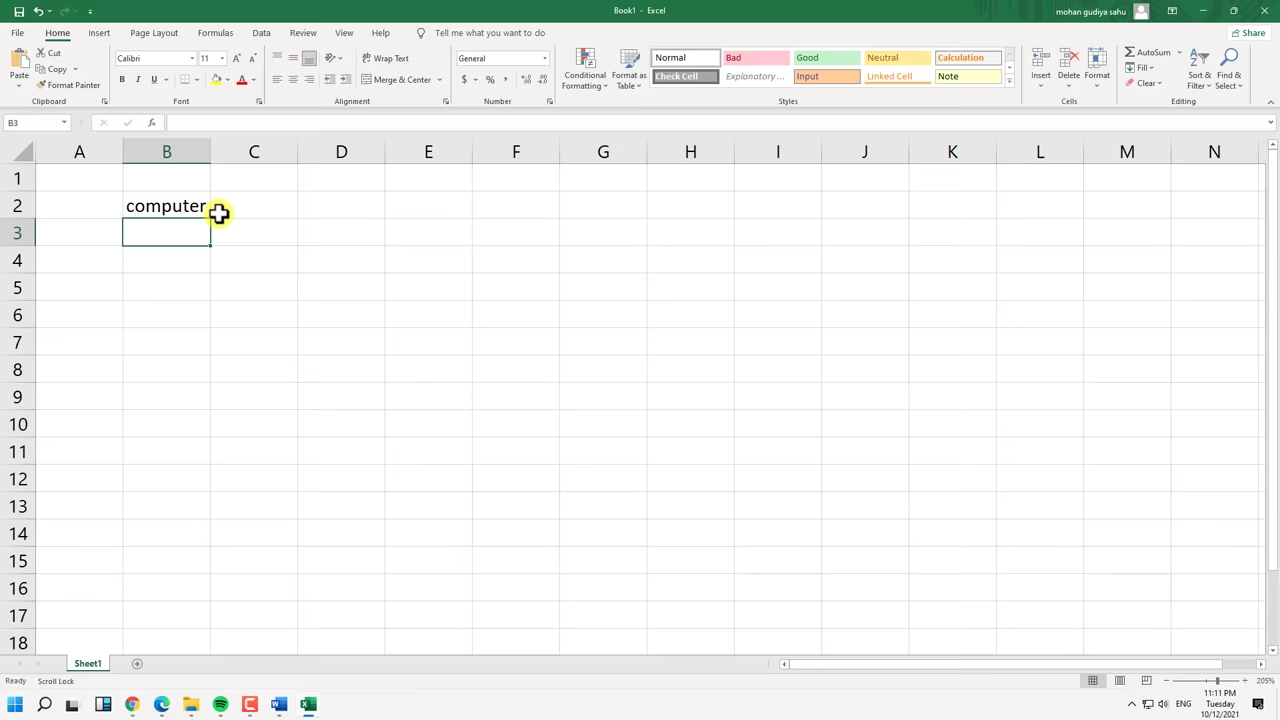 Book1 - Excel
mohan gudiya sahu
File Home Insert Page Layout Formulas Data Review View Help Tell me what you want to do
Share
Paste
Cut
Copy
Format Painter
Clipboard
Calibri 11
B I U
A A
A
Font
Wrap Text
Merge & Center
Alignment
General
$ % ,
Number
Conditional
Formatting
Format as
Table
Normal Bad Good Neutral Calculation
Check Cell Explanatory ... Input Linked Cell Note
Styles
Insert Delete Format
Cells
AutoSum
Fill
Clear
Sort &
Filter
Find &
Select
Editing
B3
fx
A B C D E F G H I J K L M N
1
2 computer
3
4
5
6
7
8
9
10
11
12
13
14
15
16
17
18
Sheet1
Ready Scroll Lock
205%
ENG
11:11 PM
Tuesday
10/12/2021